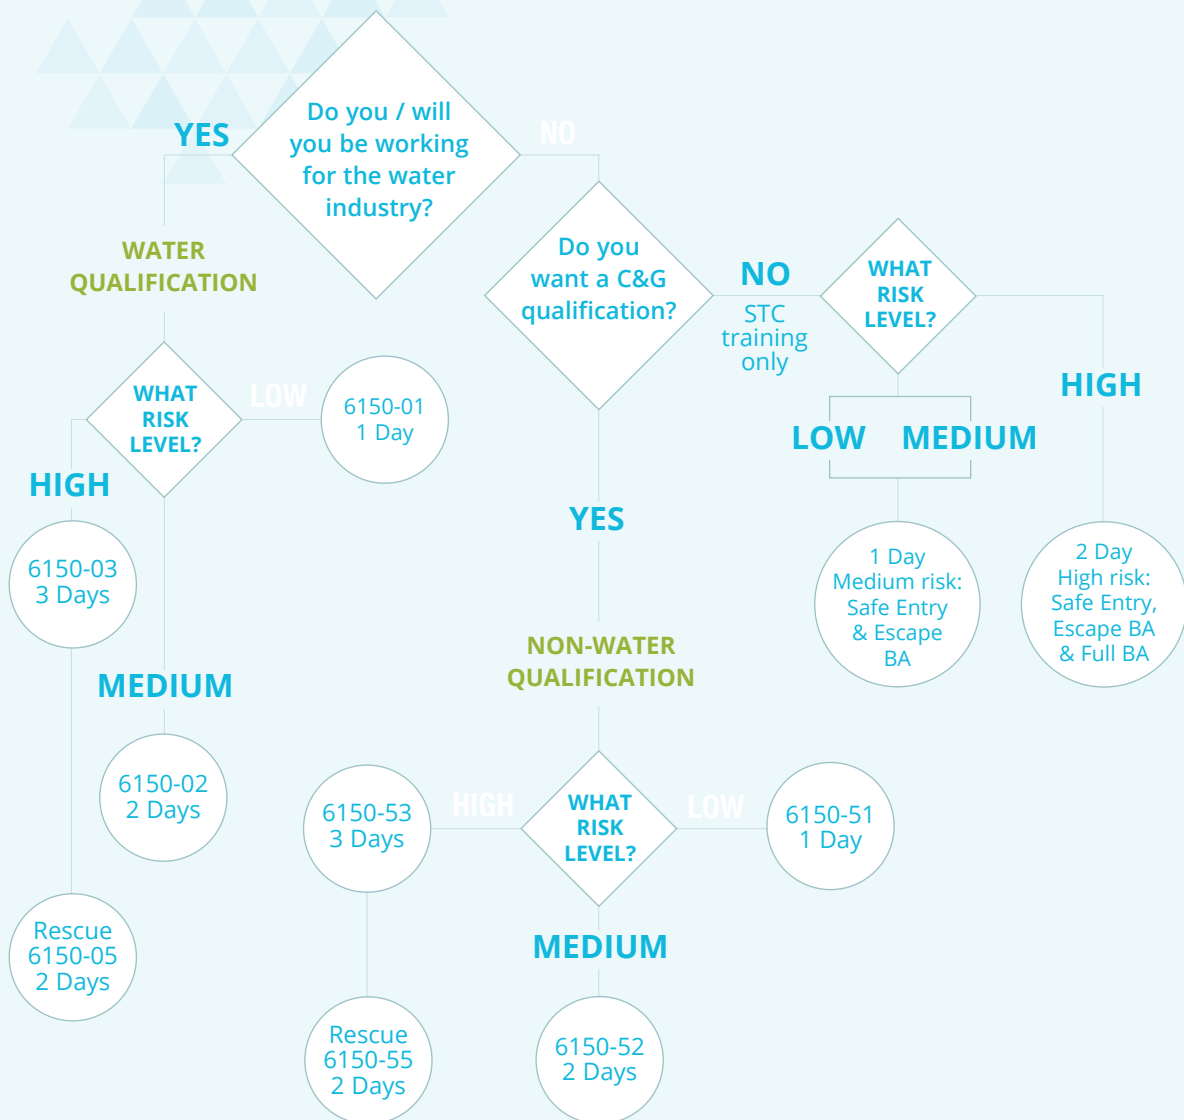 Do you / will
you be working
for the water
industry?
YES
NO
WATER
QUALIFICATION
WHAT
RISK
LEVEL?
LOW
6150-01
1 Day
HIGH
6150-03
3 Days
MEDIUM
6150-02
2 Days
Rescue
6150-05
2 Days
Do you
want a C&G
qualification?
NO
STC
training
only
WHAT
RISK
LEVEL?
HIGH
LOW
MEDIUM
1 Day
Medium risk:
Safe Entry
& Escape
BA
2 Day
High risk:
Safe Entry,
Escape BA
& Full BA
YES
NON-WATER
QUALIFICATION
WHAT
RISK
LEVEL?
HIGH
6150-53
3 Days
LOW
6150-51
1 Day
MEDIUM
Rescue
6150-55
2 Days
6150-52
2 Days